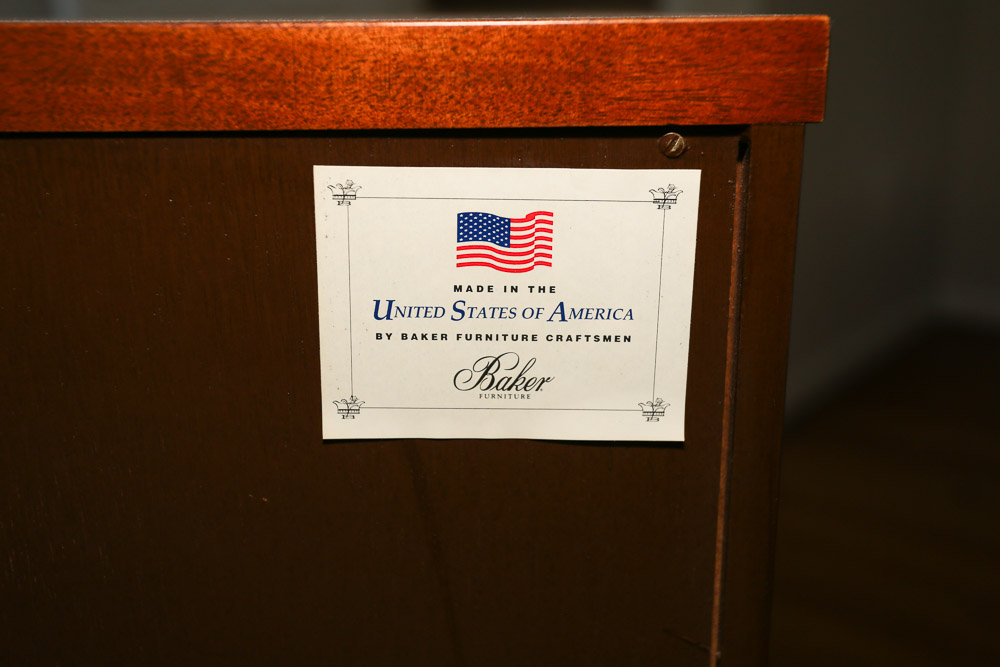 MADE IN THE
UNITED STATES OF AMERICA
BY BAKER FURNITURE CRAFTSMEN
Baker
FURNITURE